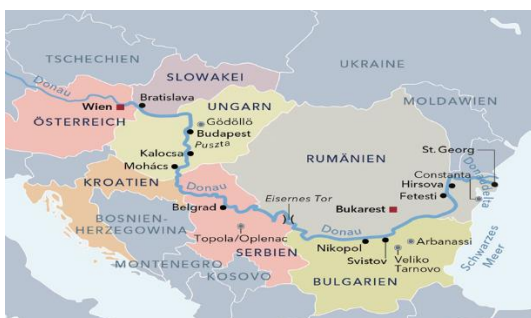 TSCHECHIEN
Donau
SLOWAKEI
UKRAINE
Wien
Bratislava
ÖSTERREICH
UNGARN
Gödöllö
Budapest
Puszta
Kalocsa
Mohács
MOLDAWIEN
RUMÄNIEN
St. Georg
Donaudelta
Constanta
Hirsova
Fetesti
KROATIEN
Donau
Eisernes Tor
Belgrad
Bukarest
BOSNIEN-
HERZEGOWINA
Topola/Oplenac
SERBIEN
Donau
Nikopol
Svistov
Arbanassi
Veliko
Tarnovo
Schwarzes
Meer
MONTENEGRO
KOSOVO
BULGARIEN